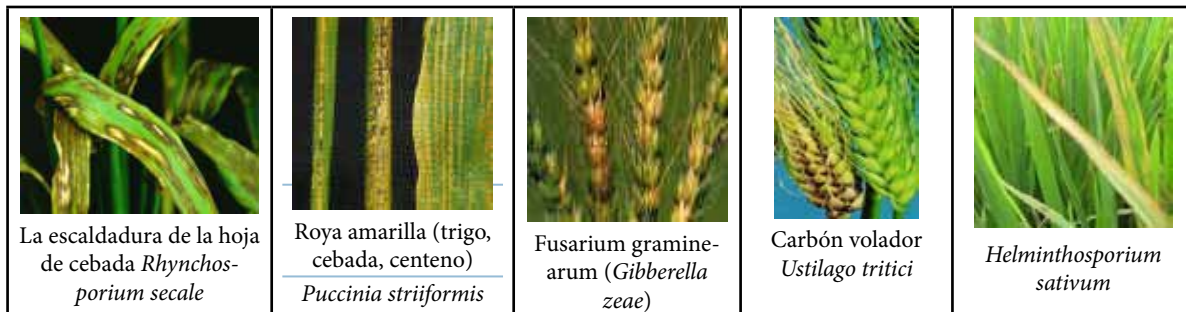 La escaldadura de la hoja
de cebada Rhynchos-
porium secale
Roya amarilla (trigo,
cebada, centeno)
Puccinia striiformis
Fusarium gramine-
arum (Gibberella
zeae)
Carbón volador
Ustilago tritici
Helminthosporium
sativum